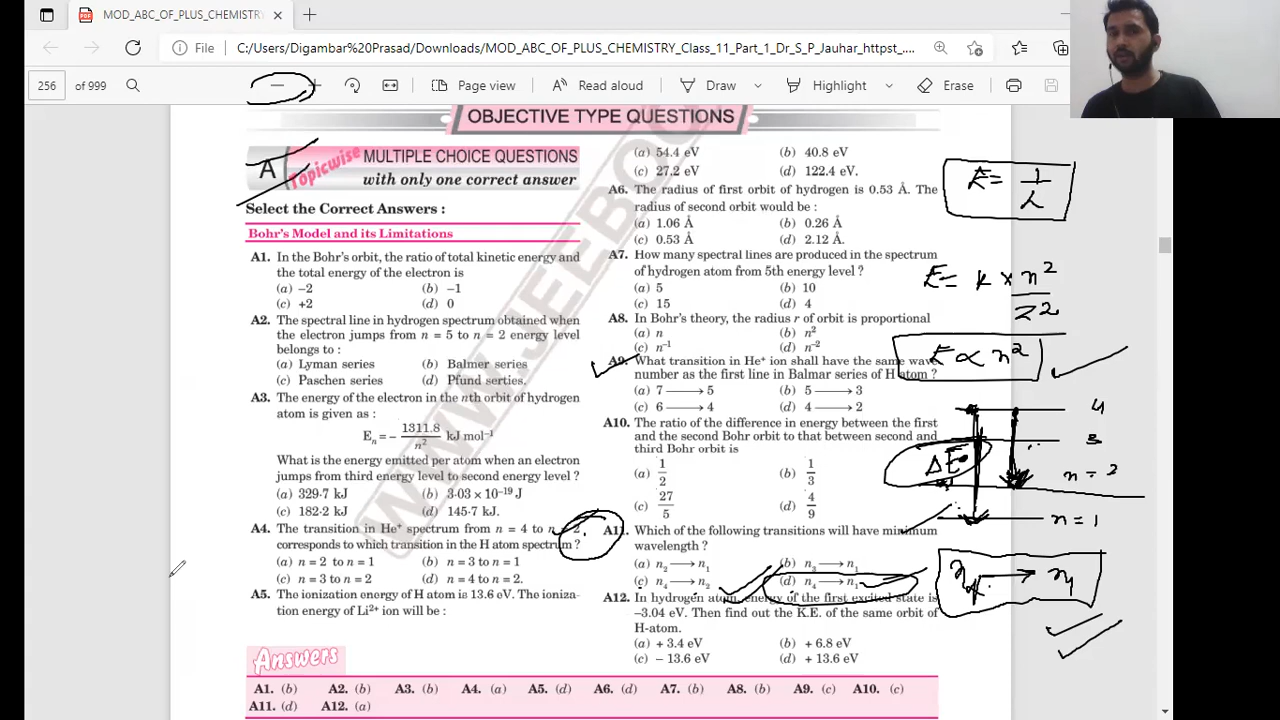 MOD_ABC_OF_PLUS_CHEMISTRY_
File C:/Users/Digambar%20Prasad/Downloads/MOD_ABC_OF_PLUS_CHEMISTRY_Class_11_Part_1_Dr_S_P_Jauhar_httpst_....
256 of 999 Page view Read aloud Draw Highlight Erase
OBJECTIVE TYPE QUESTIONS
A Topicwise MULTIPLE CHOICE QUESTIONS
with only one correct answer
Select the Correct Answers :
Bohr's Model and its Limitations
A1. In the Bohr's orbit, the ratio of total kinetic energy and
the total energy of the electron is
(a) –2 (b) –1
(c) +2 (d) 0
A2. The spectral line in hydrogen spectrum obtained when
the electron jumps from n = 5 to n = 2 energy level
belongs to :
(a) Lyman series (b) Balmer series
(c) Paschen series (d) Pfund serties.
A3. The energy of the electron in the nth orbit of hydrogen
atom is given as :
Eₙ = – 1311.8 / n² kJ mol⁻¹
What is the energy emitted per atom when an electron
jumps from third energy level to second energy level ?
(a) 329·7 kJ (b) 3·03 × 10⁻¹⁹ J
(c) 182·2 kJ (d) 145·7 kJ.
A4. The transition in He⁺ spectrum from n = 4 to n = 2,
corresponds to which transition in the H atom spectrum ?
(a) n = 2 to n = 1 (b) n = 3 to n = 1
(c) n = 3 to n = 2 (d) n = 4 to n = 2.
A5. The ionization energy of H atom is 13.6 eV. The ioniza-
tion energy of Li²⁺ ion will be :
(a) 54.4 eV (b) 40.8 eV
(c) 27.2 eV (d) 122.4 eV.
A6. The radius of first orbit of hydrogen is 0.53 Å. The
radius of second orbit would be :
(a) 1.06 Å (b) 0.26 Å
(c) 0.53 Å (d) 2.12 Å.
A7. How many spectral lines are produced in the spectrum
of hydrogen atom from 5th energy level ?
(a) 5 (b) 10
(c) 15 (d) 4
A8. In Bohr's theory, the radius r of orbit is proportional
(a) n (b) n²
(c) n⁻¹ (d) n⁻²
A9. What transition in He⁺ ion shall have the same wave
number as the first line in Balmar series of H atom ?
(a) 7 ⟶ 5 (b) 5 ⟶ 3
(c) 6 ⟶ 4 (d) 4 ⟶ 2
A10. The ratio of the difference in energy between the first
and the second Bohr orbit to that between second and
third Bohr orbit is
(a) 1/2 (b) 1/3
(c) 27/5 (d) 4/9
A11. Which of the following transitions will have minimum
wavelength ?
(a) n₂ ⟶ n₁ (b) n₃ ⟶ n₁
(c) n₄ ⟶ n₂ (d) n₄ ⟶ n₁
A12. In hydrogen atom, energy of the first excited state is
–3.04 eV. Then find out the K.E. of the same orbit of
H-atom.
(a) + 3.4 eV (b) + 6.8 eV
(c) – 13.6 eV (d) + 13.6 eV
Answers
A1. (b) A2. (b) A3. (b) A4. (a) A5. (d) A6. (d) A7. (b) A8. (b) A9. (c) A10. (c)
A11. (d) A12. (a)
E = 1/λ
E = k × n² / Z²
E ∝ n²
4
3
ΔE
n = 2
n = 1
n₄ → n₁